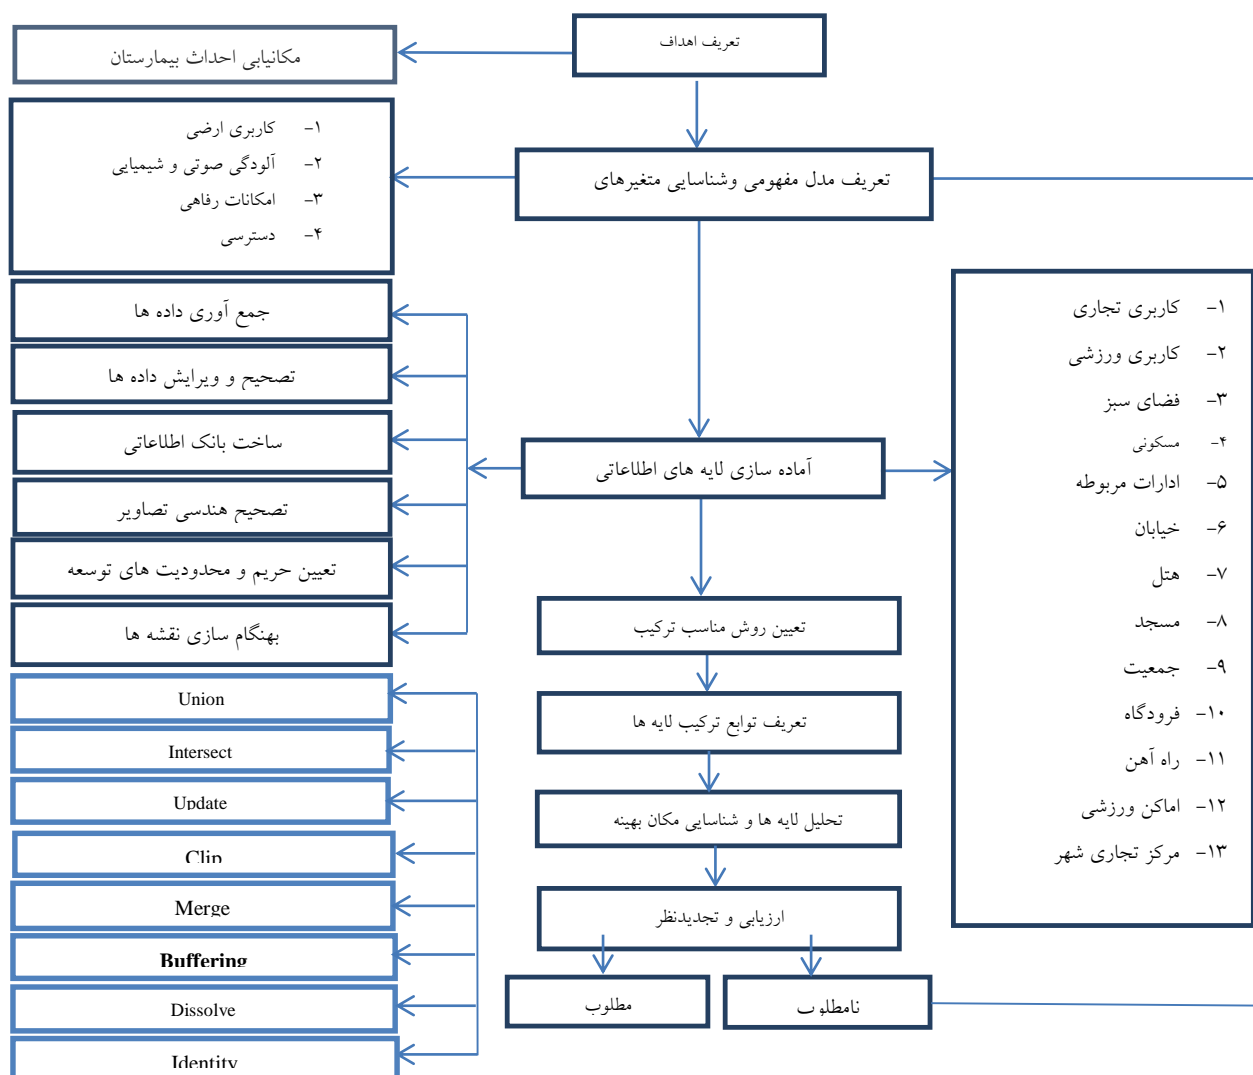 تعریف اهداف
مکانیابی احداث بیمارستان
تعریف مدل مفهومی وشناسایی متغیرهای
۱- کاربری ارضی
۲- آلودگی صوتی و شیمیایی
۳- امکانات رفاهی
۴- دسترسی
آماده سازی لایه های اطلاعاتی
۱- کاربری تجاری
۲- کاربری ورزشی
۳- فضای سبز
۴- مسکونی
۵- ادارات مربوطه
۶- خیابان
۷- هتل
۸- مسجد
۹- جمعیت
۱۰- فرودگاه
۱۱- راه آهن
۱۲- اماکن ورزشی
۱۳- مرکز تجاری شهر
جمع آوری داده ها
تصحیح و ویرایش داده ها
ساخت بانک اطلاعاتی
تصحیح هندسی تصاویر
تعیین حریم و محدودیت های توسعه
بهنگام سازی نقشه ها
تعیین روش مناسب ترکیب
تعریف توابع ترکیب لایه ها
تحلیل لایه ها و شناسایی مکان بهینه
ارزیابی و تجدیدنظر
مطلوب
نامطلوب
Union
Intersect
Update
Clip
Merge
Buffering
Dissolve
Identity